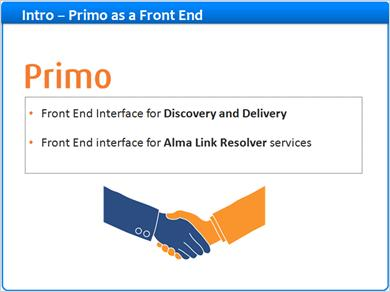 Intro – Primo as a Front End
Primo
• Front End Interface for Discovery and Delivery
• Front End interface for Alma Link Resolver services